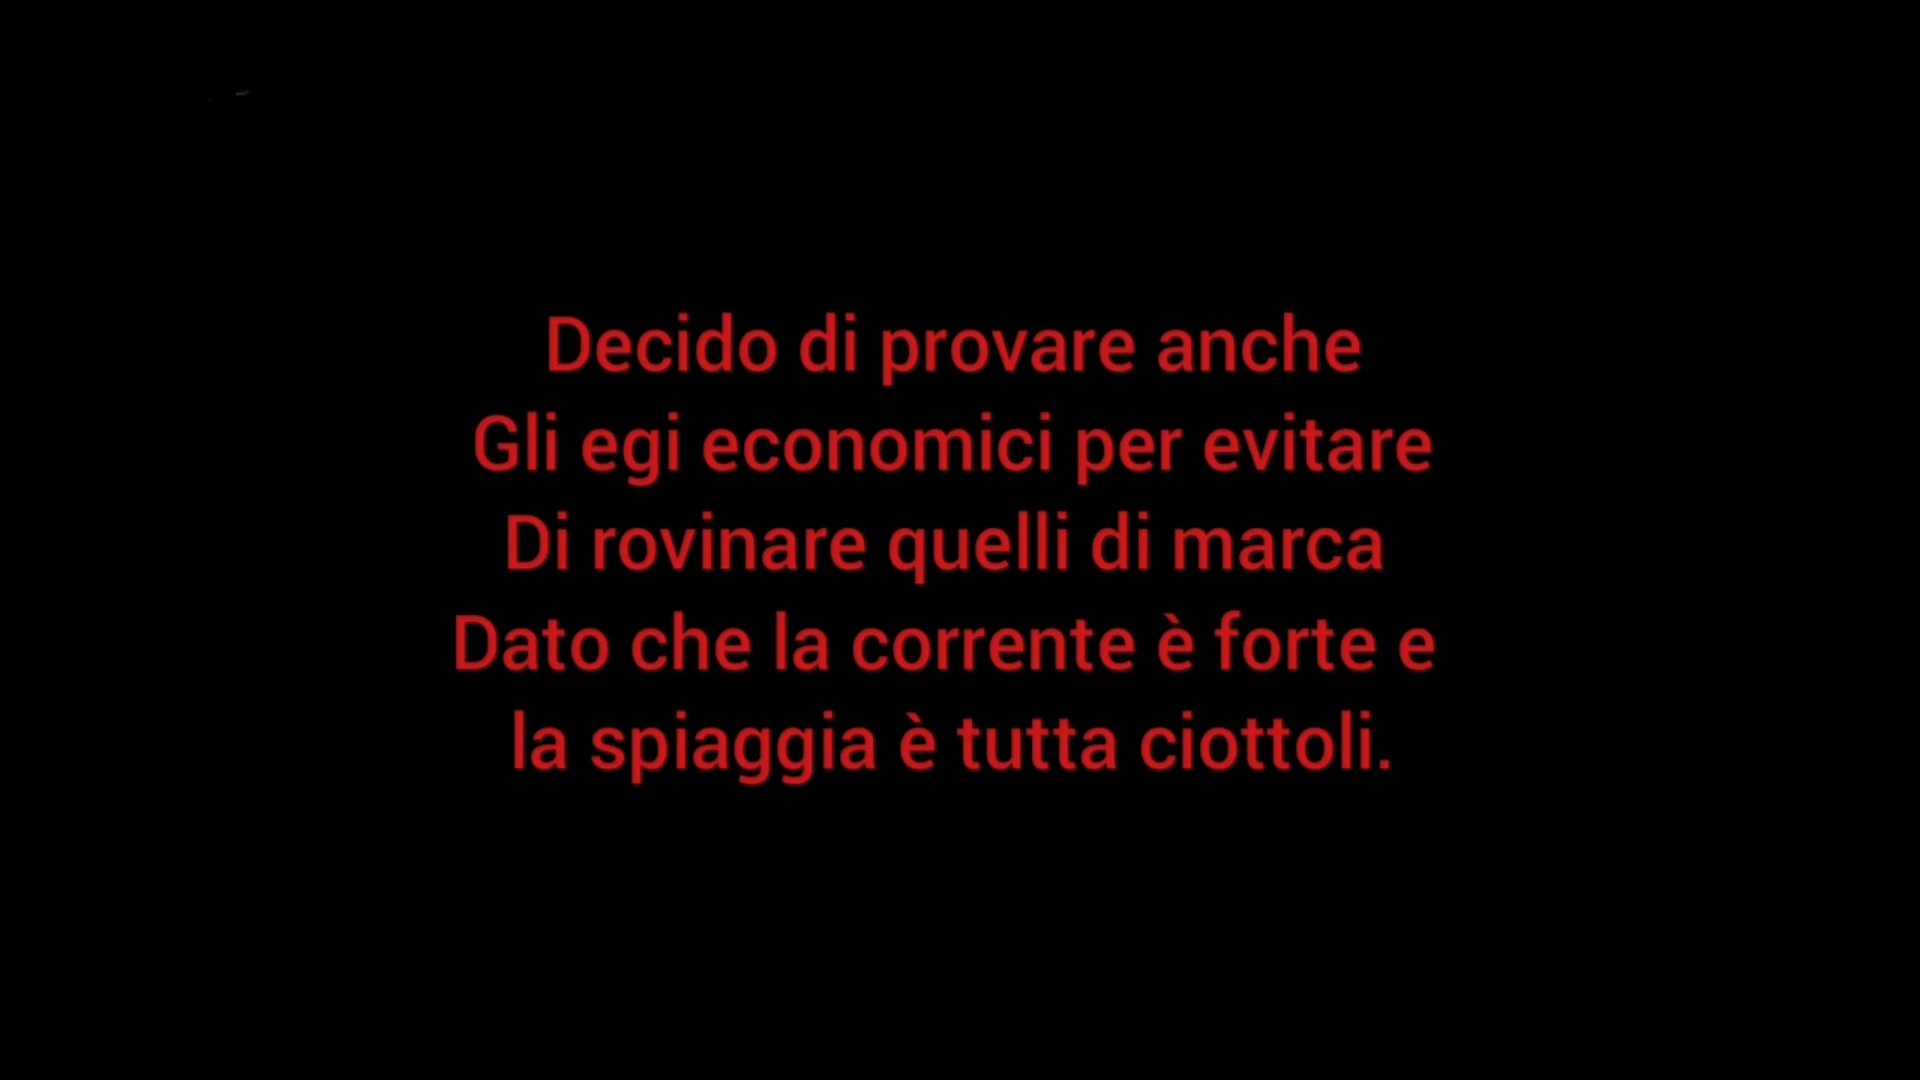 Decido di provare anche
Gli egi economici per evitare
Di rovinare quelli di marca
Dato che la corrente è forte e
la spiaggia è tutta ciottoli.